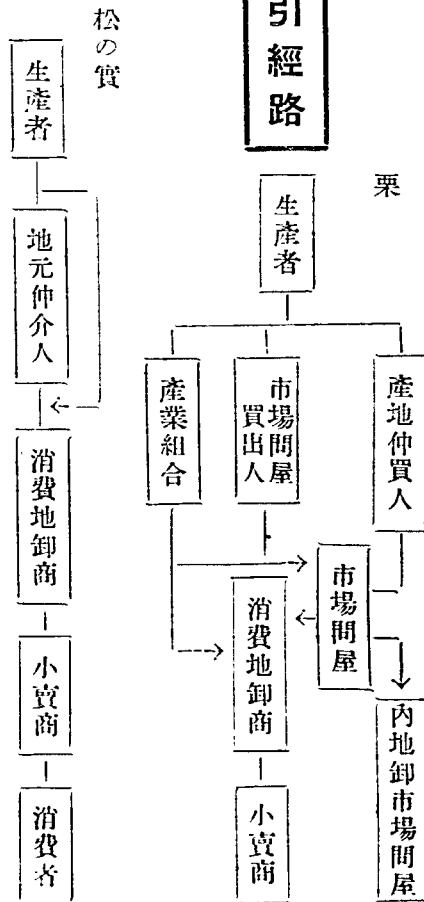 引經路
栗
生產者
產地仲買人
市場問屋
買出人
產業組合
市場問屋
消費地卸商
內地卸市場問屋
小賣商
松の實
生產者
地元仲介人
消費地卸商
小賣商
消費者